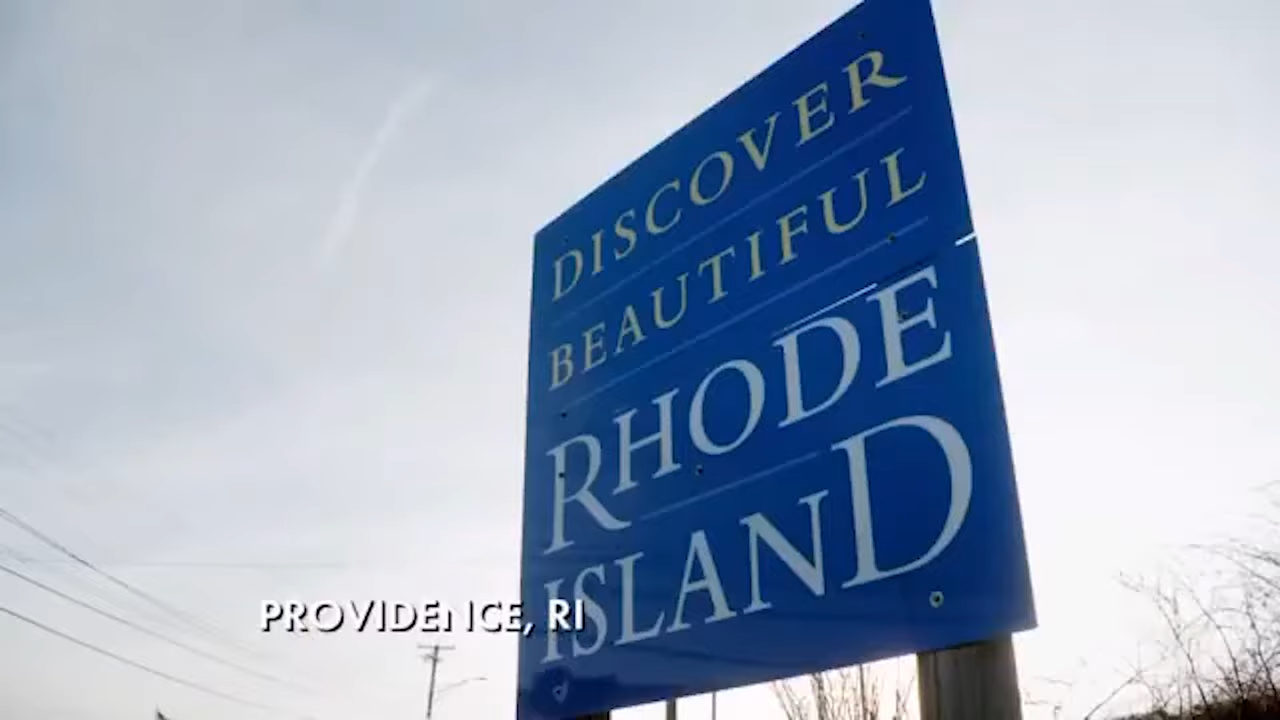 DISCOVER
BEAUTIFUL
RHODE
ISLAND
PROVIDENCE, RI